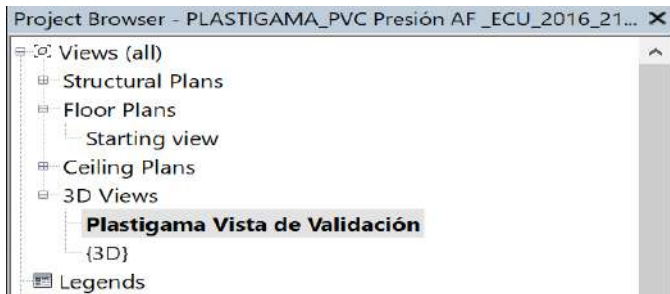 Project Browser - PLASTIGAMA_PVC Presión AF _ECU_2016_21...
Views (all)
Structural Plans
Floor Plans
Starting view
Ceiling Plans
3D Views
Plastigama Vista de Validación
{3D}
Legends